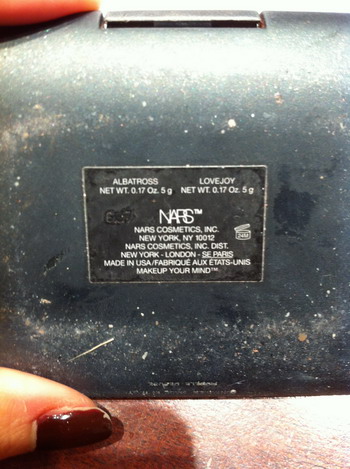 ALBATROSS LOVEJOY
NET WT. 0.17 Oz. 5 g NET WT. 0.17 Oz. 5 g
NARS™
NARS COSMETICS, INC.
NEW YORK, NY 10012
24M
NARS COSMETICS, INC. DIST.
NEW YORK - LONDON - SE PARIS
MADE IN USA/FABRIQUÉ AUX ETATS-UNIS
MAKEUP YOUR MIND™